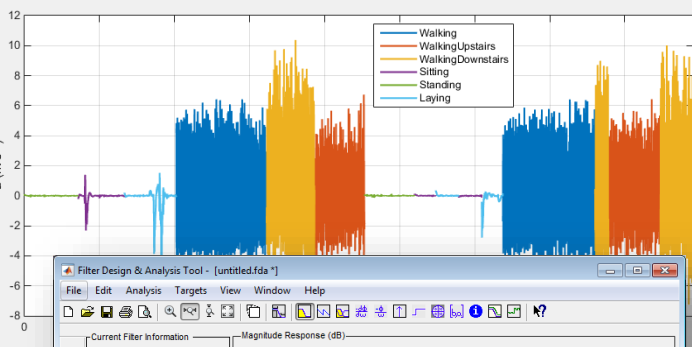 12
10
8
6
4
2
0
-2
-4
-6
-8
0
Walking
WalkingUpstairs
WalkingDownstairs
Sitting
Standing
Laying
Filter Design & Analysis Tool - [untitled.fda *]
File Edit Analysis Targets View Window Help
Current Filter Information
Magnitude Response (dB)